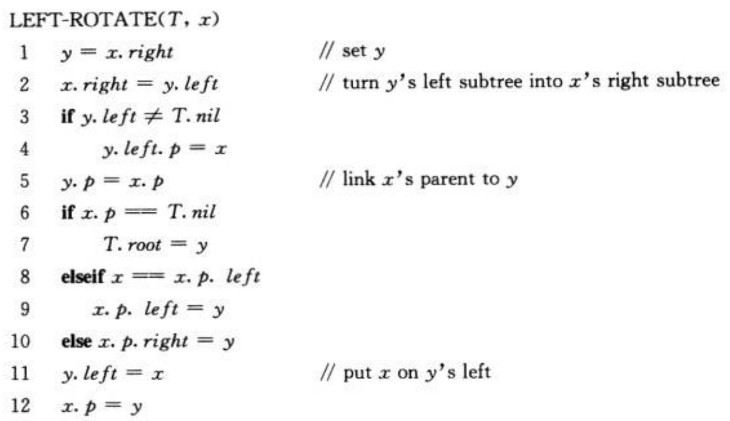 LEFT-ROTATE(T, x)
1 y = x. right // set y
2 x. right = y. left // turn y's left subtree into x's right subtree
3 if y. left ≠ T. nil
4 y. left. p = x
5 y. p = x. p // link x's parent to y
6 if x. p == T. nil
7 T. root = y
8 elseif x == x. p. left
9 x. p. left = y
10 else x. p. right = y
11 y. left = x // put x on y's left
12 x. p = y